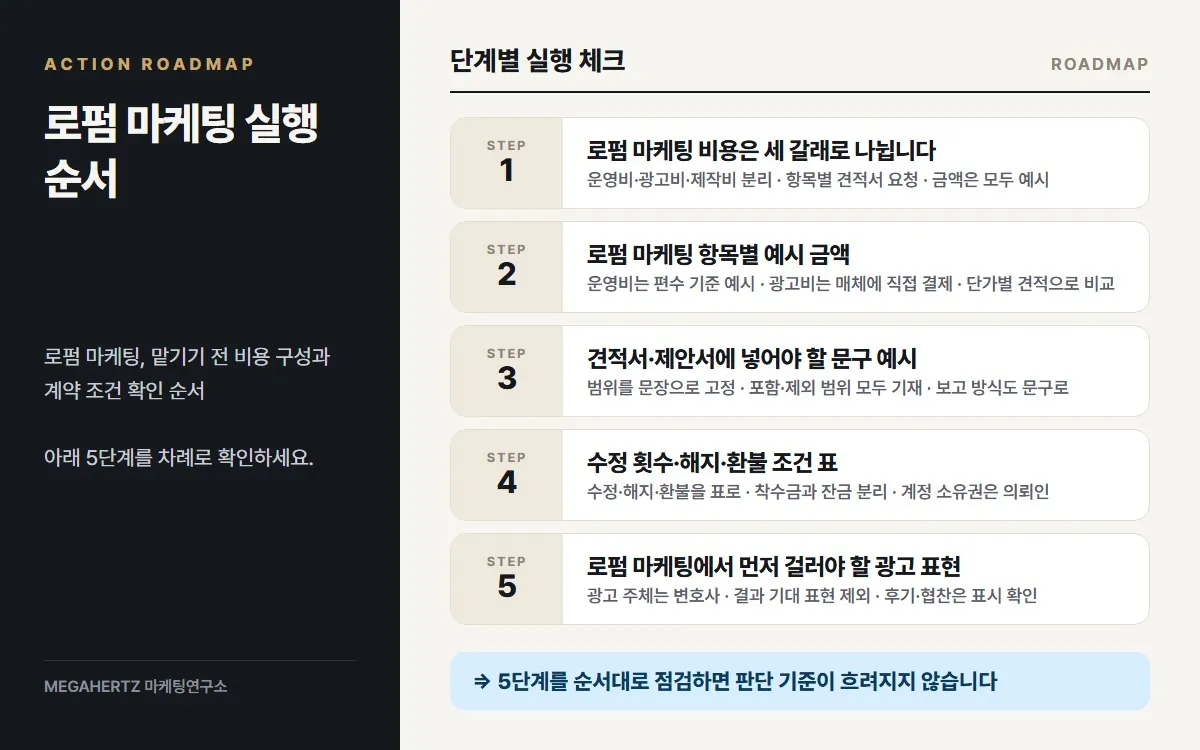 ACTION ROADMAP
로펌 마케팅 실행
순서
로펌 마케팅, 맡기기 전 비용 구성과
계약 조건 확인 순서
아래 5단계를 차례로 확인하세요.
MEGAHERTZ 마케팅연구소
단계별 실행 체크
ROADMAP
STEP
1
로펌 마케팅 비용은 세 갈래로 나뉩니다
운영비·광고비·제작비 분리 · 항목별 견적서 요청 · 금액은 모두 예시
STEP
2
로펌 마케팅 항목별 예시 금액
운영비는 편수 기준 예시 · 광고비는 매체에 직접 결제 · 단가별 견적으로 비교
STEP
3
견적서·제안서에 넣어야 할 문구 예시
범위를 문장으로 고정 · 포함·제외 범위 모두 기재 · 보고 방식도 문구로
STEP
4
수정 횟수·해지·환불 조건 표
수정·해지·환불을 표로 · 착수금과 잔금 분리 · 계정 소유권은 의뢰인
STEP
5
로펌 마케팅에서 먼저 걸러야 할 광고 표현
광고 주체는 변호사 · 결과 기대 표현 제외 · 후기·협찬은 표시 확인
→ 5단계를 순서대로 점검하면 판단 기준이 흐려지지 않습니다